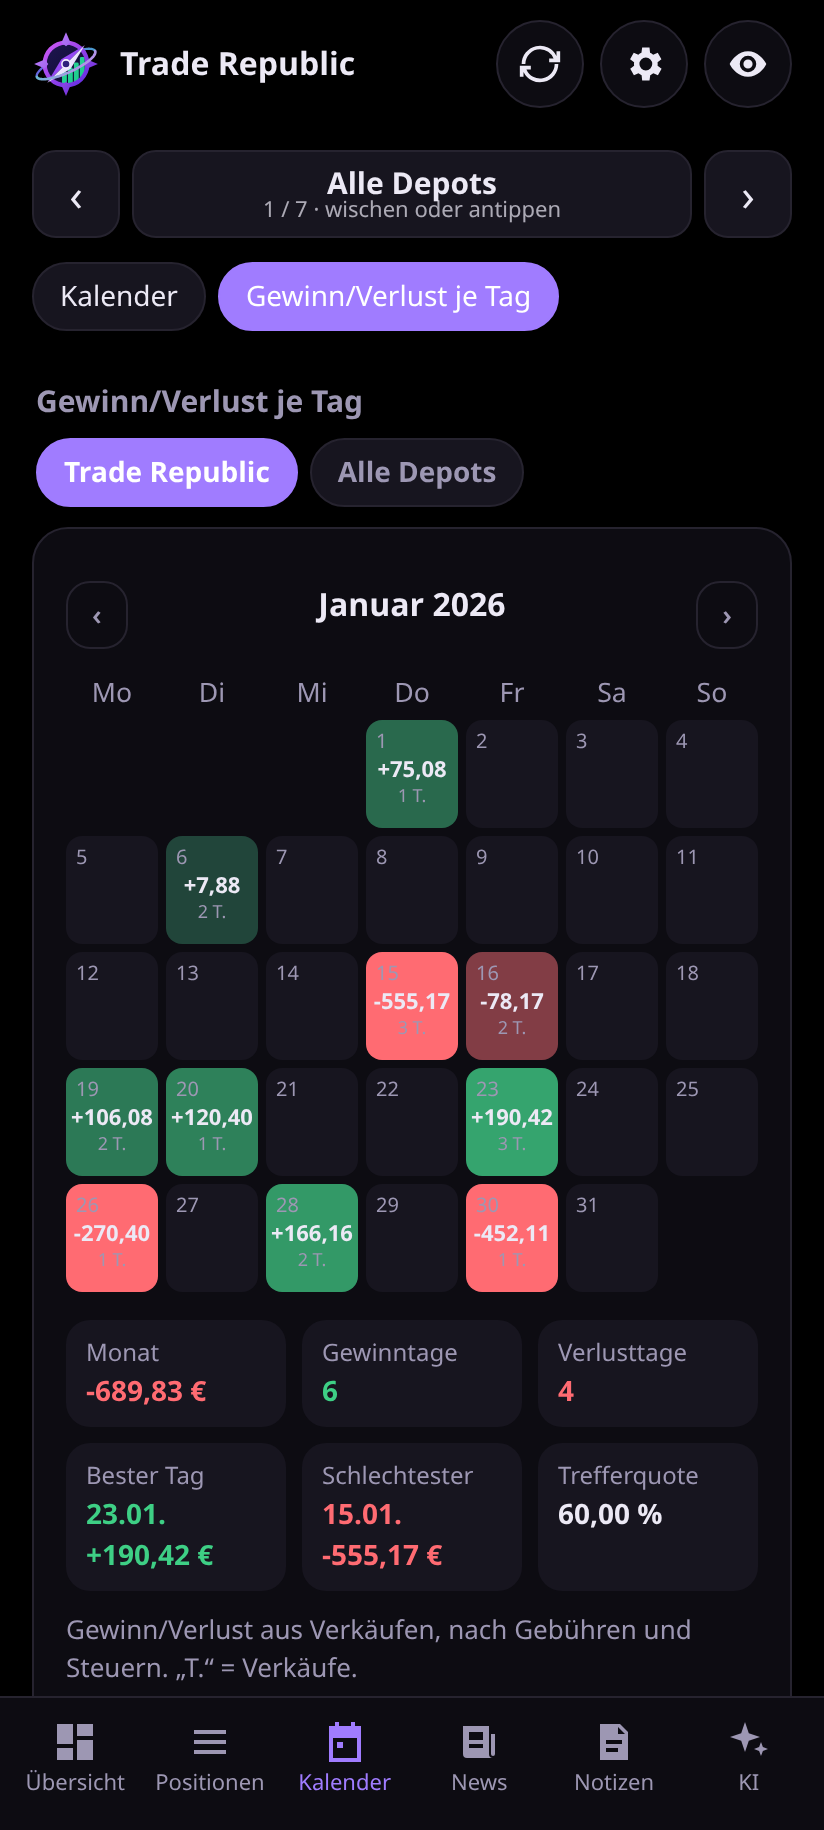 Trade Republic
‹
Alle Depots
1 / 7 · wischen oder antippen
›
Kalender
Gewinn/Verlust je Tag
Gewinn/Verlust je Tag
Trade Republic
Alle Depots
‹
Januar 2026
›
Mo Di Mi Do Fr Sa So
1 2 3 4
+75,08
1 T.
5 6 7 8 9 10 11
+7,88
2 T.
12 13 14 15 16 17 18
-555,17 -78,17
3 T. 2 T.
19 20 21 22 23 24 25
+106,08 +120,40 +190,42
2 T. 1 T. 3 T.
26 27 28 29 30 31
-270,40 +166,16 -452,11
1 T. 2 T. 1 T.
Monat Gewinntage Verlusttage
-689,83 € 6 4
Bester Tag Schlechtester Trefferquote
23.01. 15.01. 60,00 %
+190,42 € -555,17 €
Gewinn/Verlust aus Verkäufen, nach Gebühren und
Steuern. „T.“ = Verkäufe.
Übersicht Positionen Kalender News Notizen KI